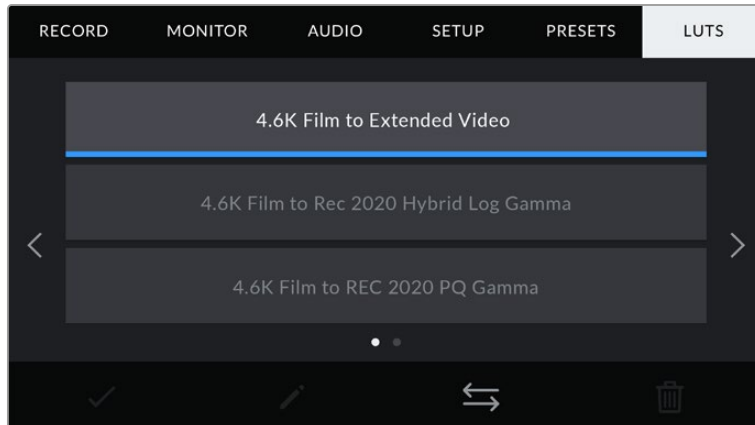 RECORD MONITOR AUDIO SETUP PRESETS LUTS
4.6K Film to Extended Video
4.6K Film to Rec 2020 Hybrid Log Gamma
4.6K Film to REC 2020 PQ Gamma